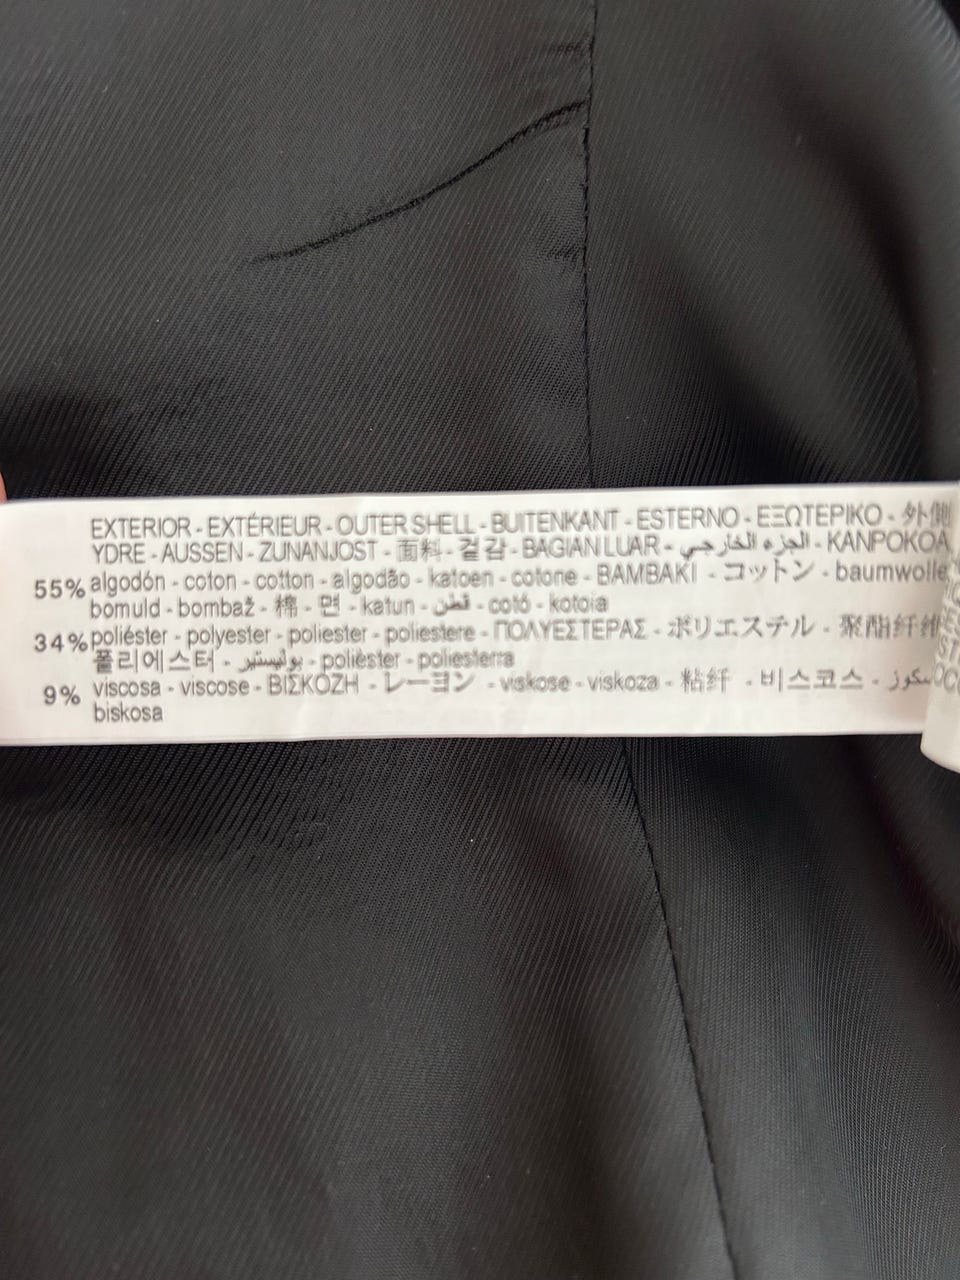 EXTERIOR - EXTÉRIEUR - OUTER SHELL - BUITENKANT - ESTERNO - ΕΞΩΤΕΡΙΚΟ - 外側
YDRE - AUSSEN - ZUNANJOST - 面料 - 겉감 - BAGIAN LUAR - الجزء الخارجي - KANPOKOA
55% algodón - coton - cotton - algodão - katoen - cotone - ΒΑΜΒΑΚΙ - コットン - baumwolle
bomuld - bombaž - 棉 - 면 - katun - قطن - cotó - kotoia
34% poliéster - polyester - poliester - poliestere - ΠΟΛΥΕΣΤΕΡΑΣ - ポリエステル - 聚酯纤维
폴리에스터 - بوليستير - polièster - poliesterra
9% viscosa - viscose - ΒΙΣΚΟΖΗ - レーヨン - viskose - viskoza - 粘纤 - 비스코스 -
biskosa